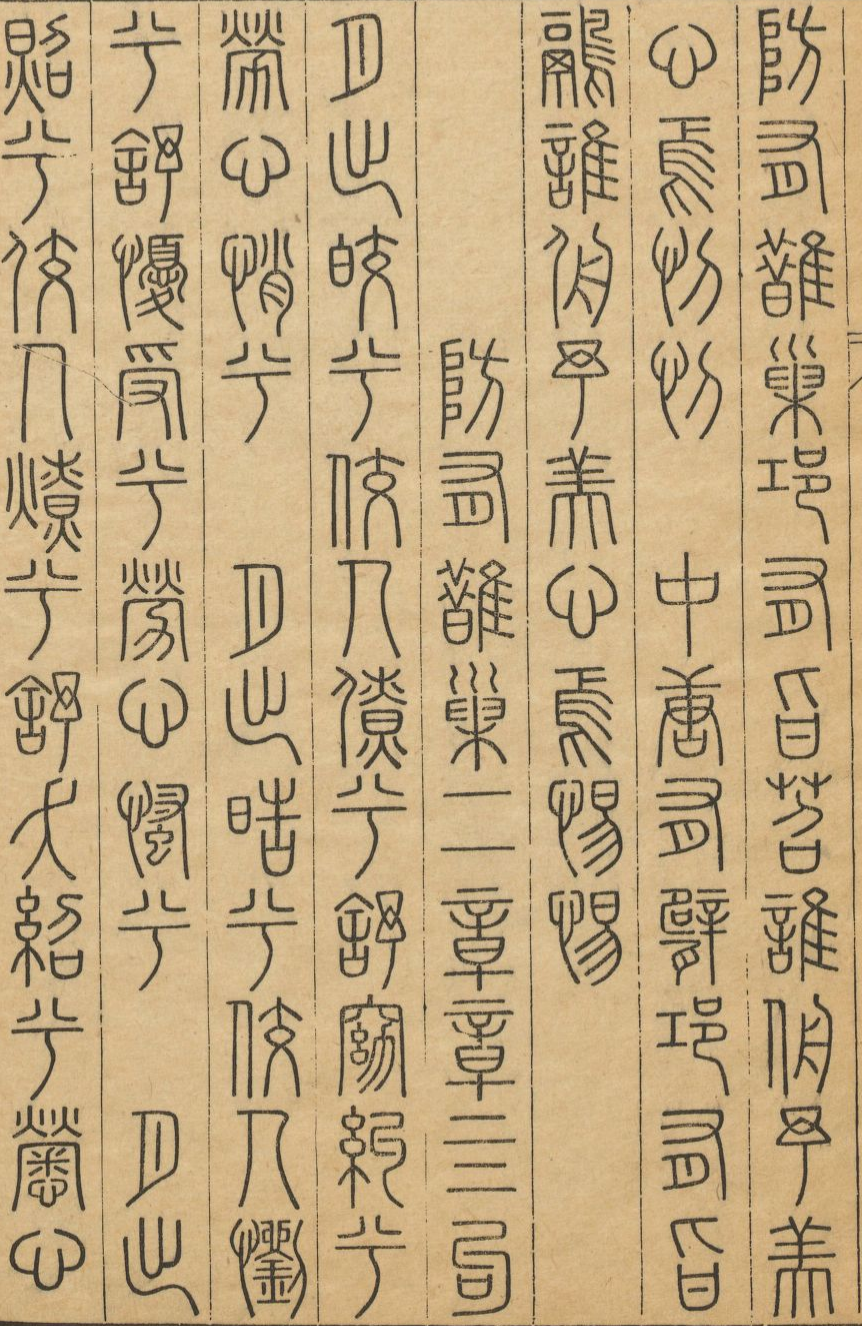 防有鵲巢邛有旨苕誰侜予美
心焉忉忉　中唐有甓邛有旨
鷊誰侜予美心焉惕惕
防有鵲巢二章章四句
月出皎兮佼人僚兮舒窈糾兮
勞心悄兮　月出晧兮佼人懰
兮舒懮受兮勞心慅兮　月出
照兮佼人燎兮舒夭紹兮勞心